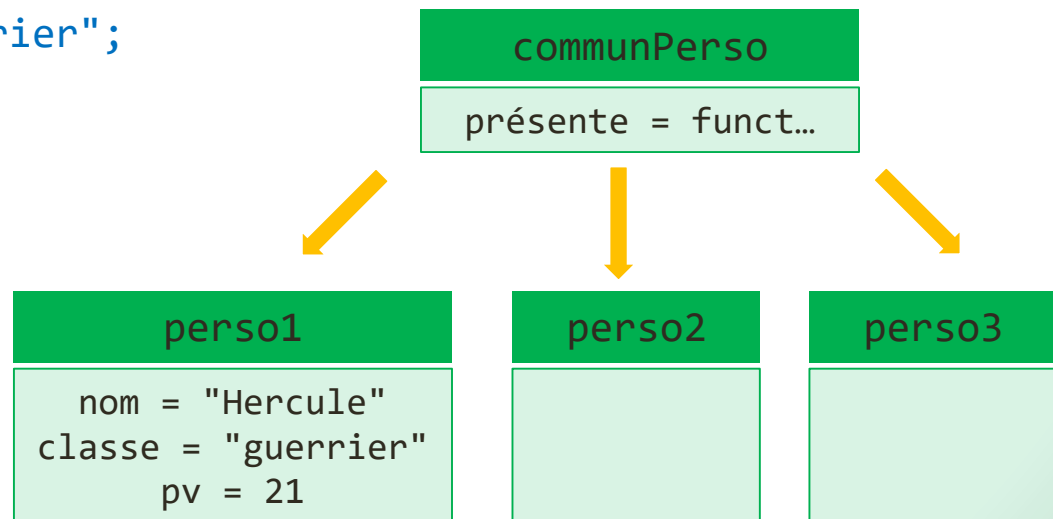 rier";
communPerso
présente = funct…
perso1
nom = "Hercule"
classe = "guerrier"
pv = 21
perso2
perso3